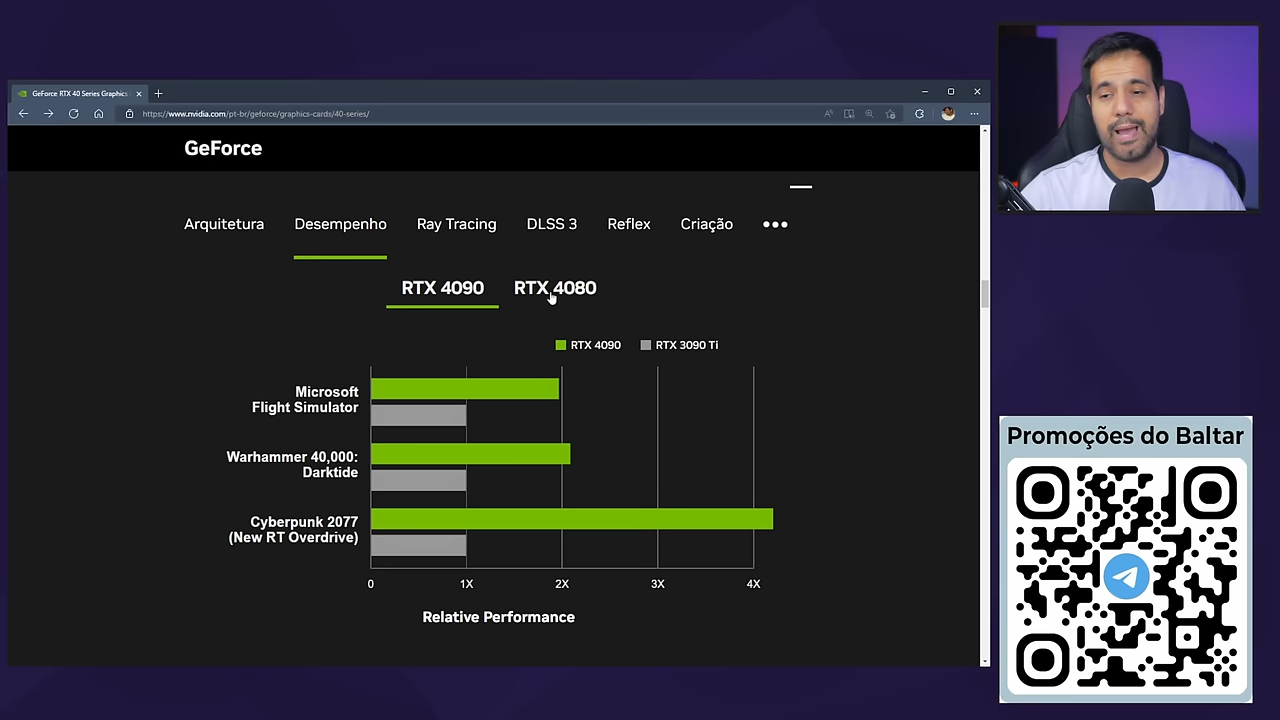 GeForce RTX 40 Series Graphics
https://www.nvidia.com/pt-br/geforce/graphics-cards/40-series/
GeForce
Arquitetura Desempenho Ray Tracing DLSS 3 Reflex Criação •••
RTX 4090 RTX 4080
RTX 4090 RTX 3090 Ti
Microsoft
Flight Simulator
Warhammer 40,000:
Darktide
Cyberpunk 2077
(New RT Overdrive)
0 1X 2X 3X 4X
Relative Performance
Promoções do Baltar